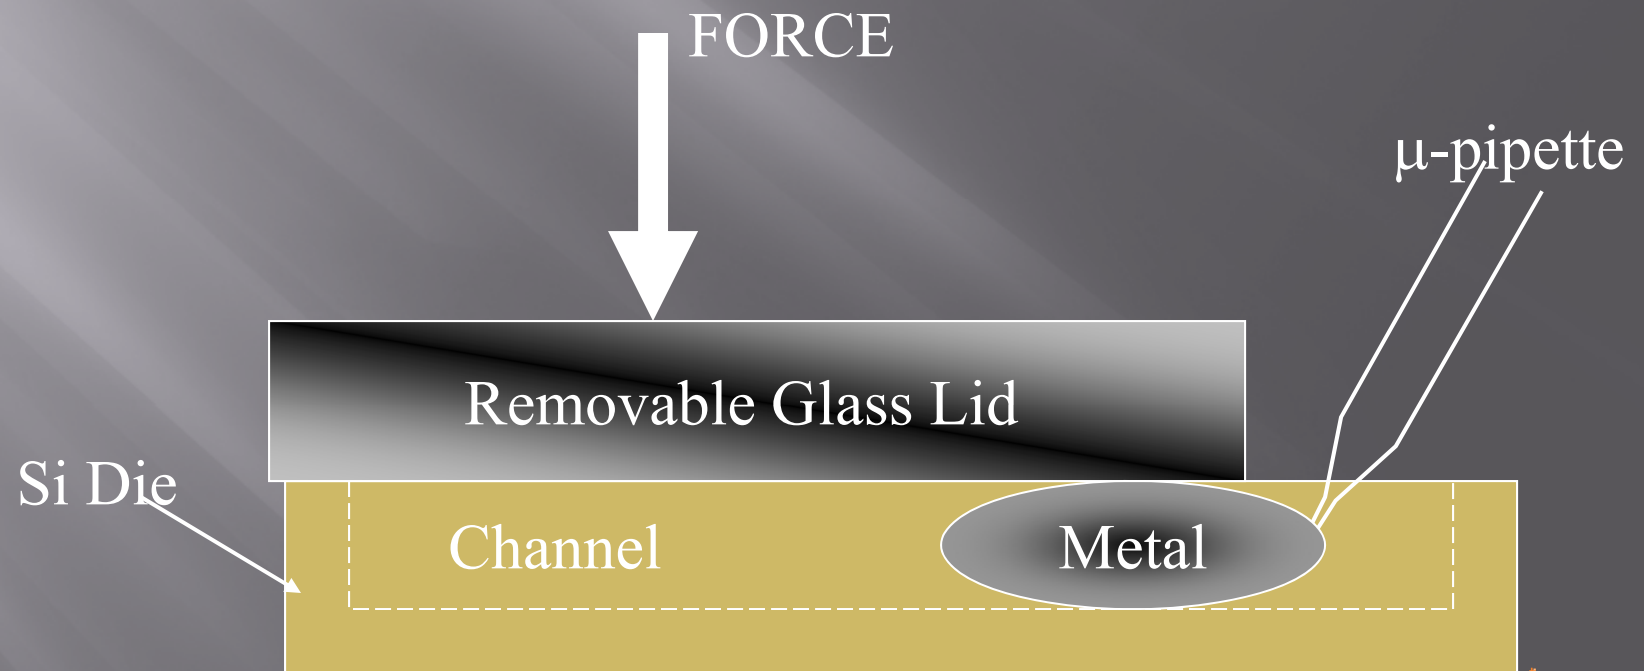 FORCE
μ-pipette
Removable Glass Lid
Si Die
Channel
Metal